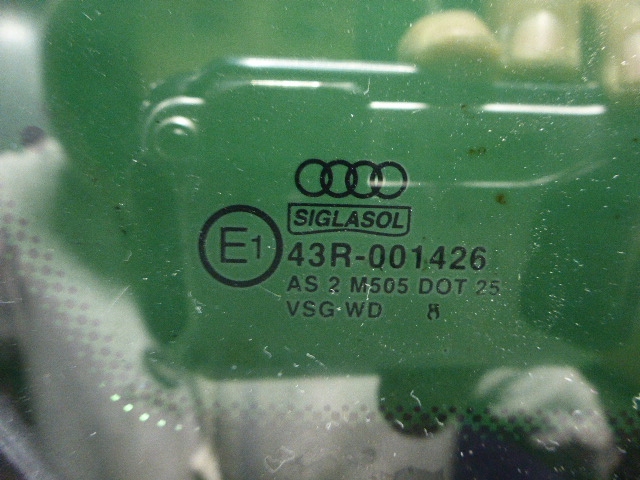 SIGLASOL
E1 43R-001426
AS 2 M505 DOT 25
VSG WD 8